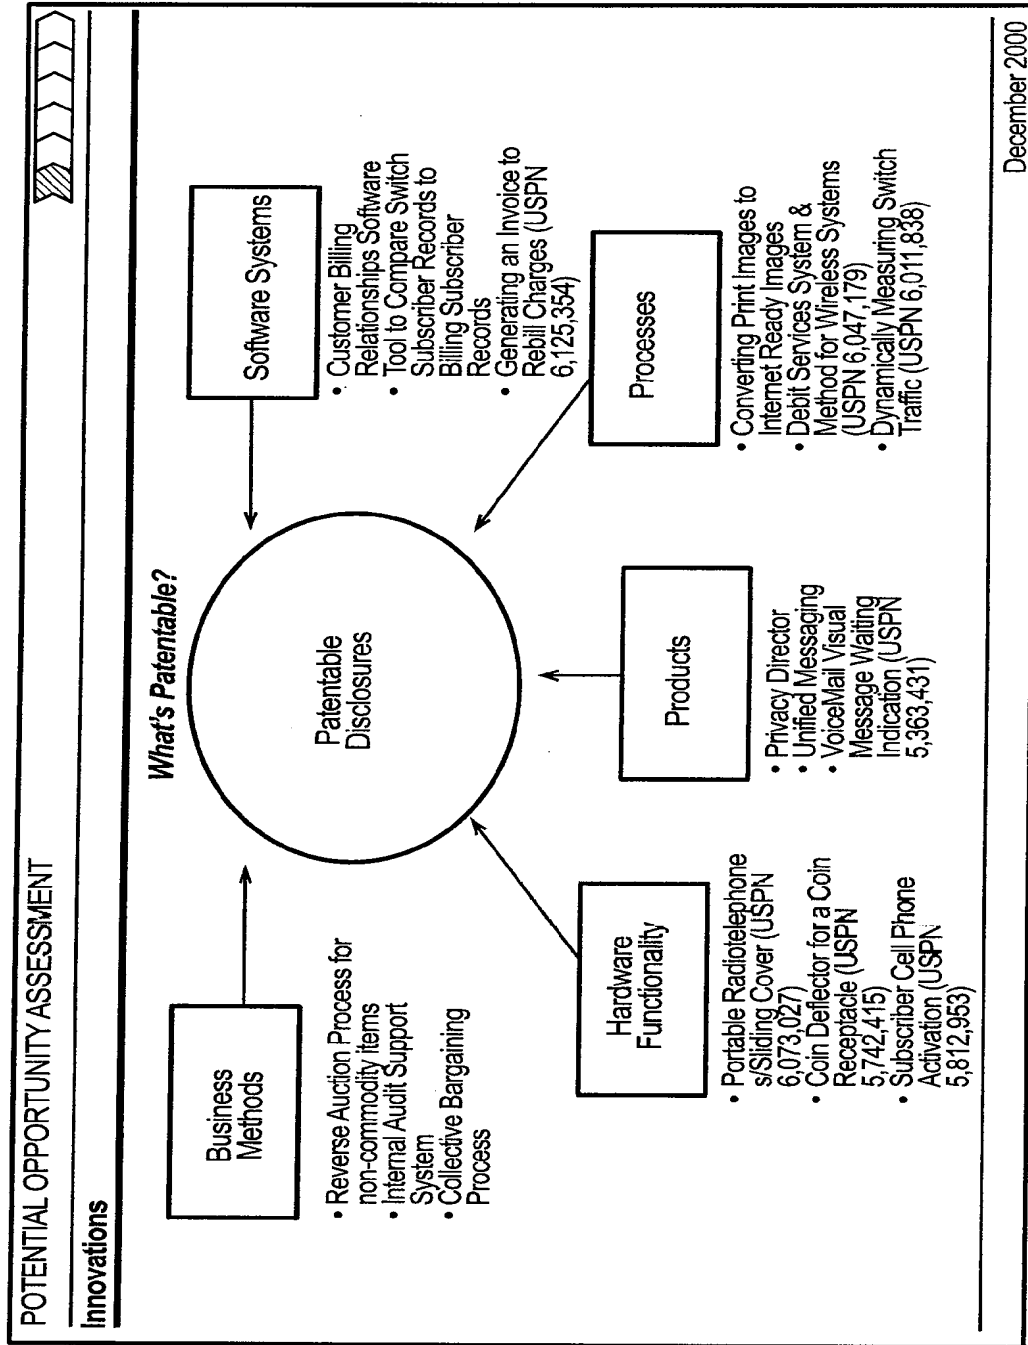 POTENTIAL OPPORTUNITY ASSESSMENT
Innovations
What's Patentable?
Business
Methods
• Reverse Auction Process for
non-commodity items
• Internal Audit Support
System
• Collective Bargaining
Process
Patentable
Disclosures
Software Systems
• Customer Billing
Relationships Software
• Tool to Compare Switch
Subscriber Records to
Billing Subscriber
Records
• Generating an Invoice to
Rebill Charges (USPN
6,125,354)
Hardware
Functionality
• Portable Radiotelephone
s/Sliding Cover (USPN
6,873,027)
• Coin Deflector for a Coin
Receptacle (USPN
5,742,415)
• Subscriber Cell Phone
Activation (USPN
5,812,953)
Products
• Privacy Director
• Unified Messaging
• VoiceMail Visual
Message Waiting
Indication (USPN
5,363,431)
Processes
• Converting Print Images to
Internet Ready Images
• Debit Services System &
Method for Wireless Systems
(USPN 6,047,179)
• Dynamically Measuring Switch
Traffic (USPN 6,011,838)
December 2000